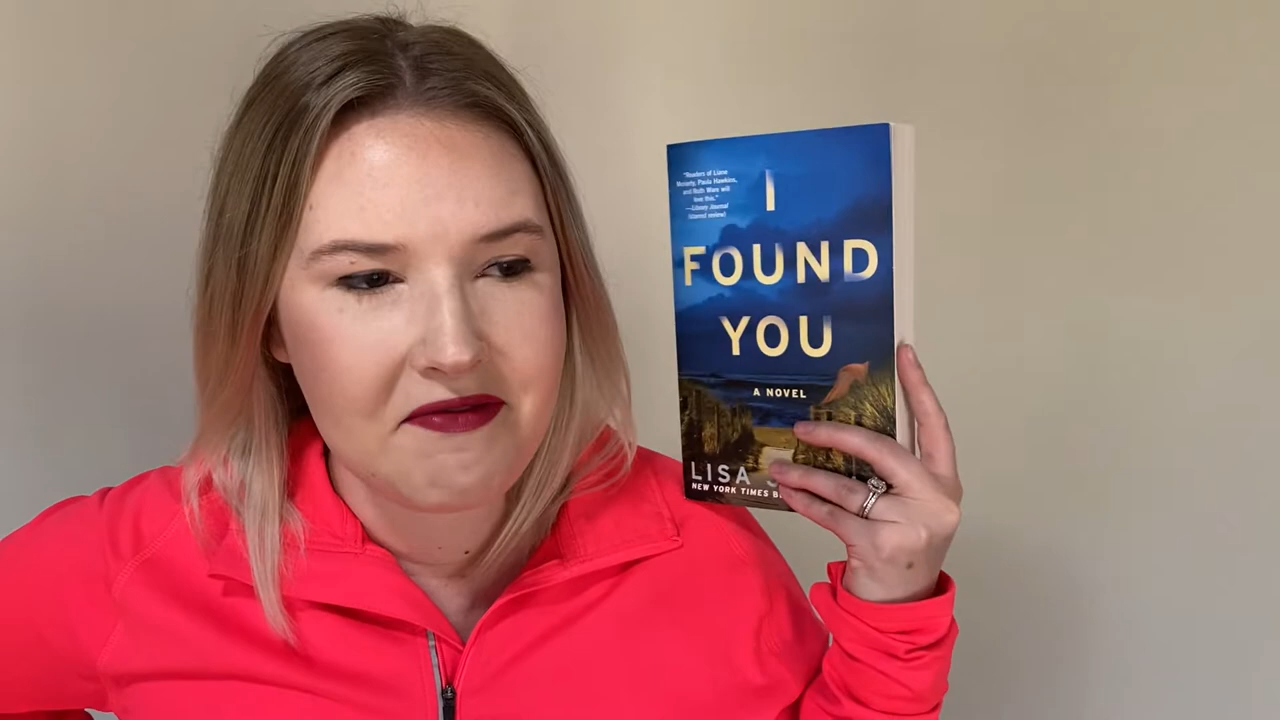 "Readers of Liane
Moriarty, Paula Hawkins,
and Ruth Ware will
love this."
—Library Journal
(starred review)
I
FOUND
YOU
A NOVEL
LISA
NEW YORK TIMES